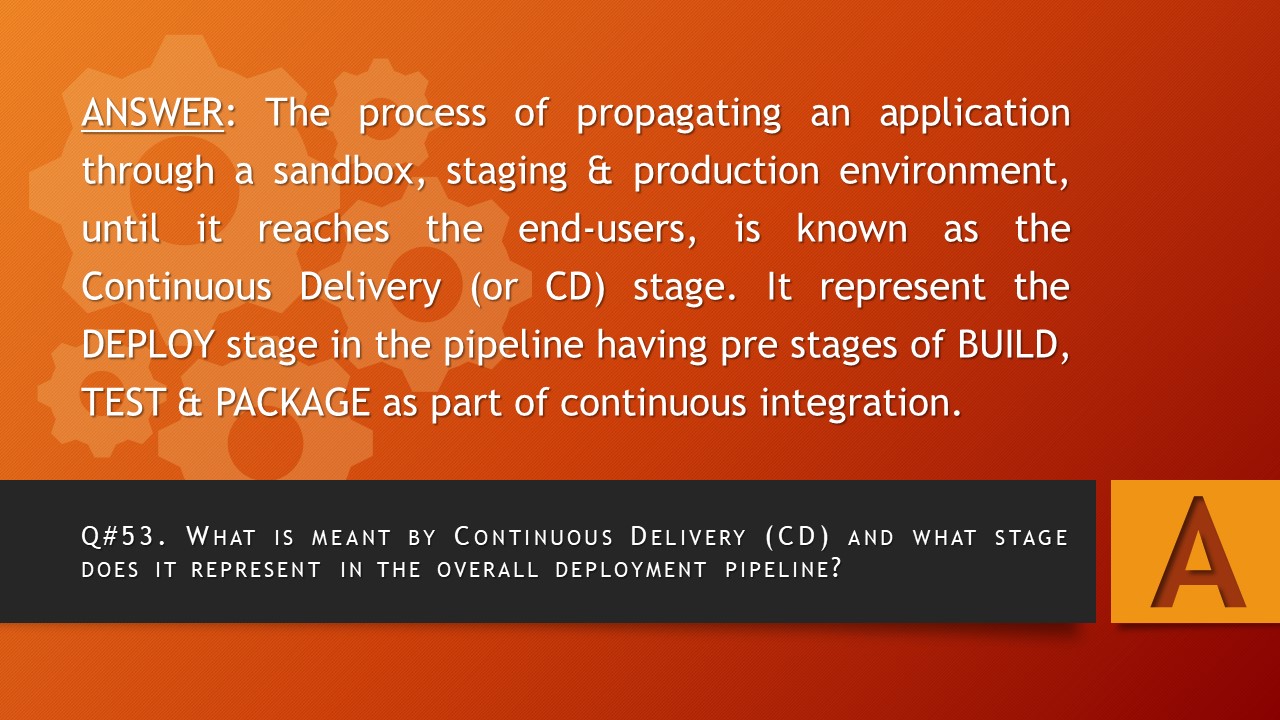 ANSWER: The process of propagating an application
through a sandbox, staging & production environment,
until it reaches the end-users, is known as the
Continuous Delivery (or CD) stage. It represent the
DEPLOY stage in the pipeline having pre stages of BUILD,
TEST & PACKAGE as part of continuous integration.
Q#53. What is meant by Continuous Delivery (CD) and what stage
does it represent in the overall deployment pipeline?
A